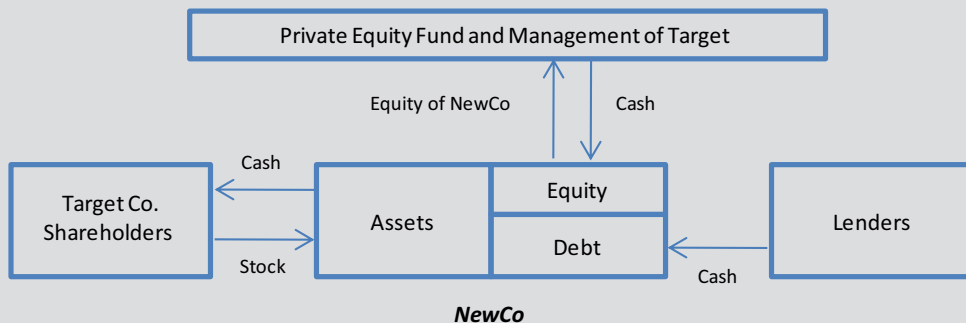 Private Equity Fund and Management of Target
Equity of NewCo
Cash
Cash
Target Co.
Shareholders
Stock
Assets
Equity
Debt
Cash
Lenders
NewCo